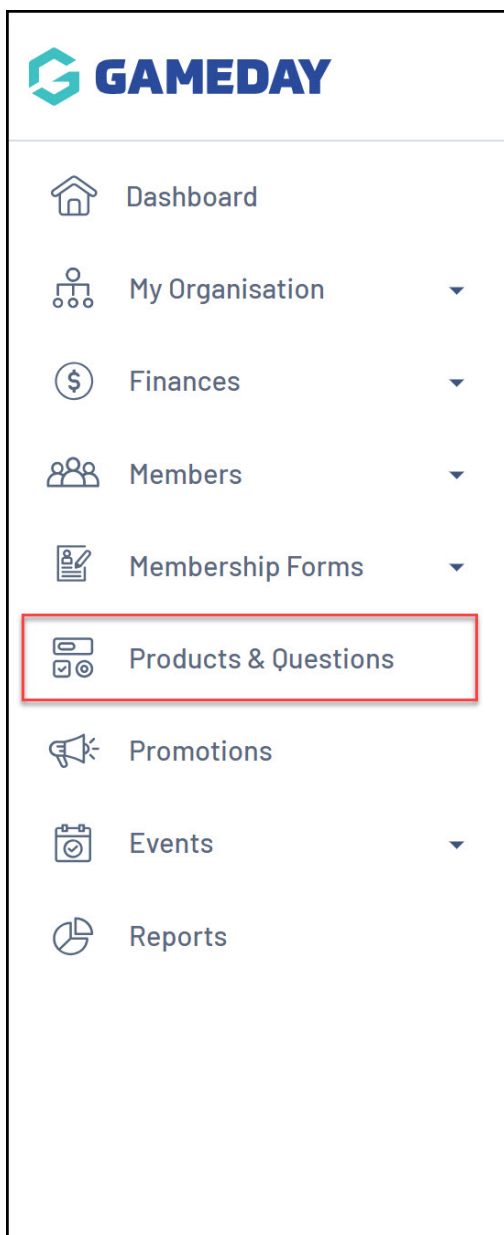 GAMEDAY
Dashboard
My Organisation
Finances
Members
Membership Forms
Products & Questions
Promotions
Events
Reports